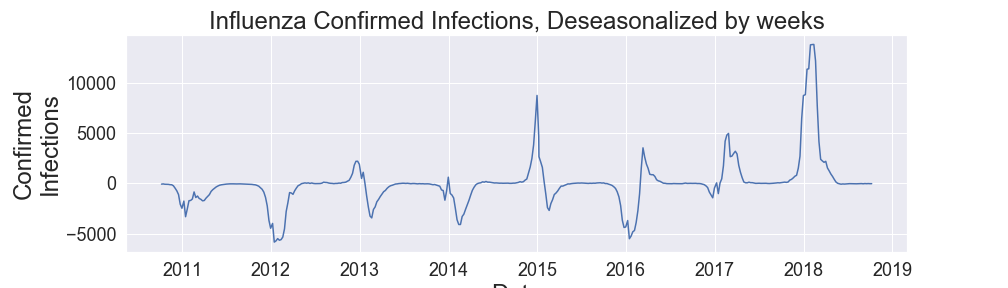 Influenza Confirmed Infections, Deseasonalized by weeks
Confirmed
Infections
10000
5000
0
−5000
2011 2012 2013 2014 2015 2016 2017 2018 2019